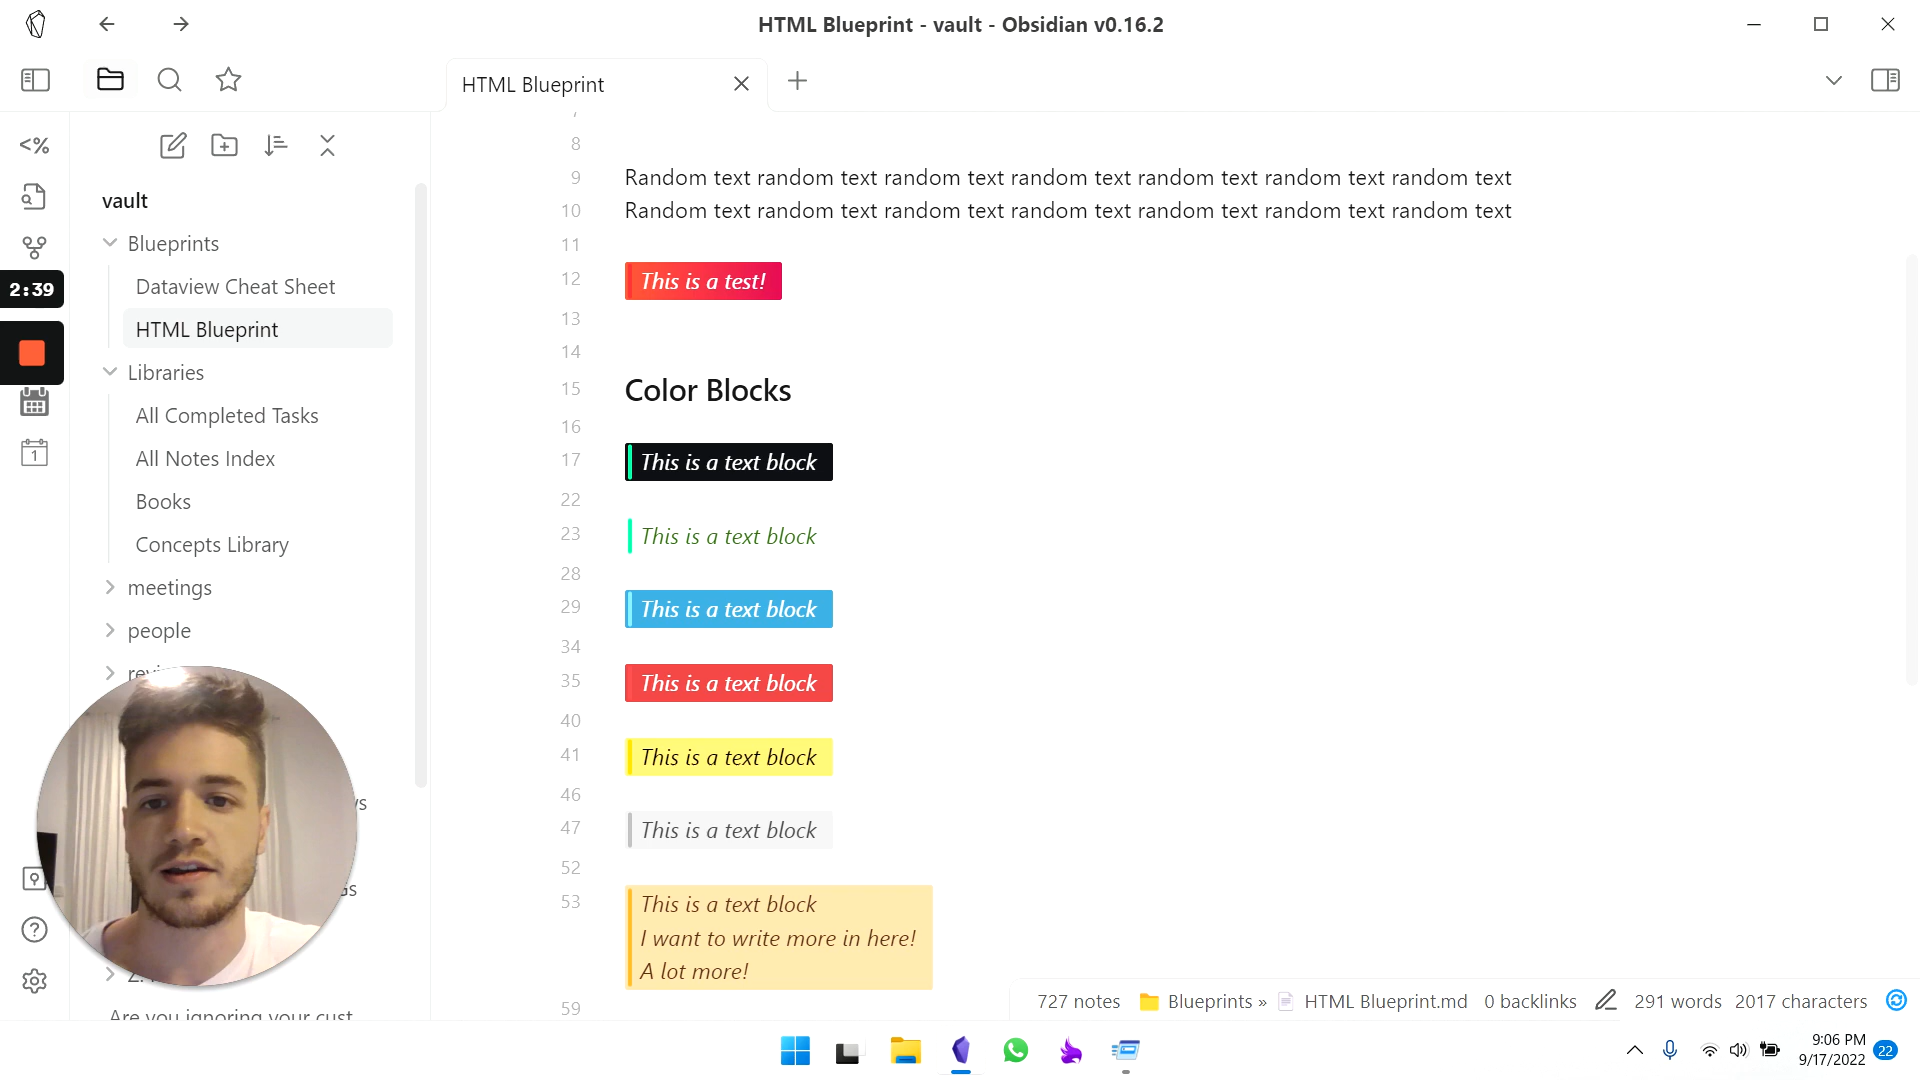 HTML Blueprint - vault - Obsidian v0.16.2
HTML Blueprint
<%
vault
Blueprints
Dataview Cheat Sheet
HTML Blueprint
Libraries
All Completed Tasks
All Notes Index
Books
Concepts Library
meetings
people
2:39
1
8
9 Random text random text random text random text random text random text random text
10 Random text random text random text random text random text random text random text
11
12 This is a test!
13
14
15 Color Blocks
16
17 This is a text block
22
23 This is a text block
28
29 This is a text block
34
35 This is a text block
40
41 This is a text block
46
47 This is a text block
52
53 This is a text block
I want to write more in here!
A lot more!
59
Are you ignoring your cust
727 notes Blueprints » HTML Blueprint.md 0 backlinks 291 words 2017 characters
9:06 PM
9/17/2022 22